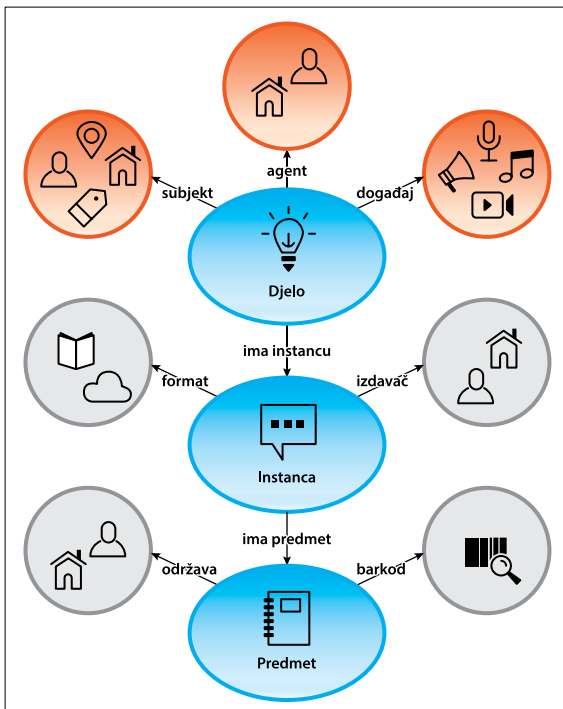 agent
subjekt
događaj
Djelo
ima instancu
format
izdavač
Instanca
ima predmet
održava
barkod
Predmet